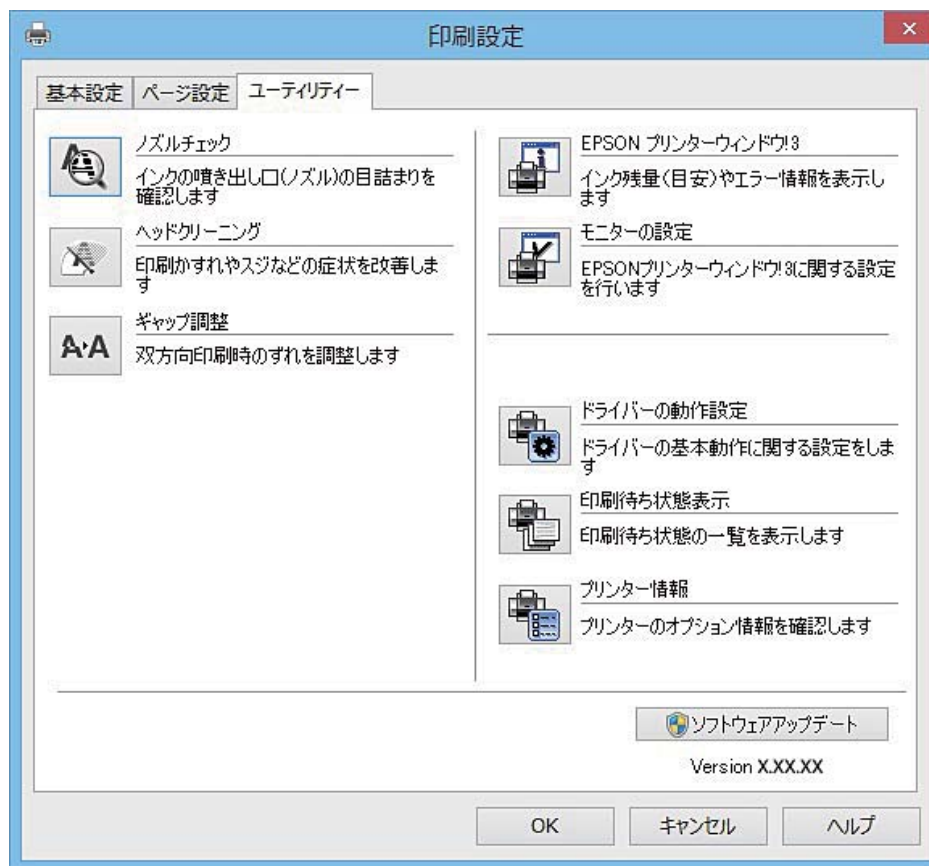 印刷設定
基本設定 ページ設定 ユーティリティー
ノズルチェック
インクの噴き出し口(ノズル)の目詰まりを
確認します
ヘッドクリーニング
印刷かすれやスジなどの症状を改善しま
す
ギャップ調整
双方向印刷時のずれを調整します
EPSON プリンターウィンドウ!3
インク残量(目安)やエラー情報を表示し
ます
モニターの設定
EPSONプリンターウィンドウ!3に関する設定
を行います
ドライバーの動作設定
ドライバーの基本動作に関する設定をしま
す
印刷待ち状態表示
印刷待ち状態の一覧を表示します
プリンター情報
プリンターのオプション情報を確認します
ソフトウェアアップデート
Version X.XX.XX
OK キャンセル ヘルプ